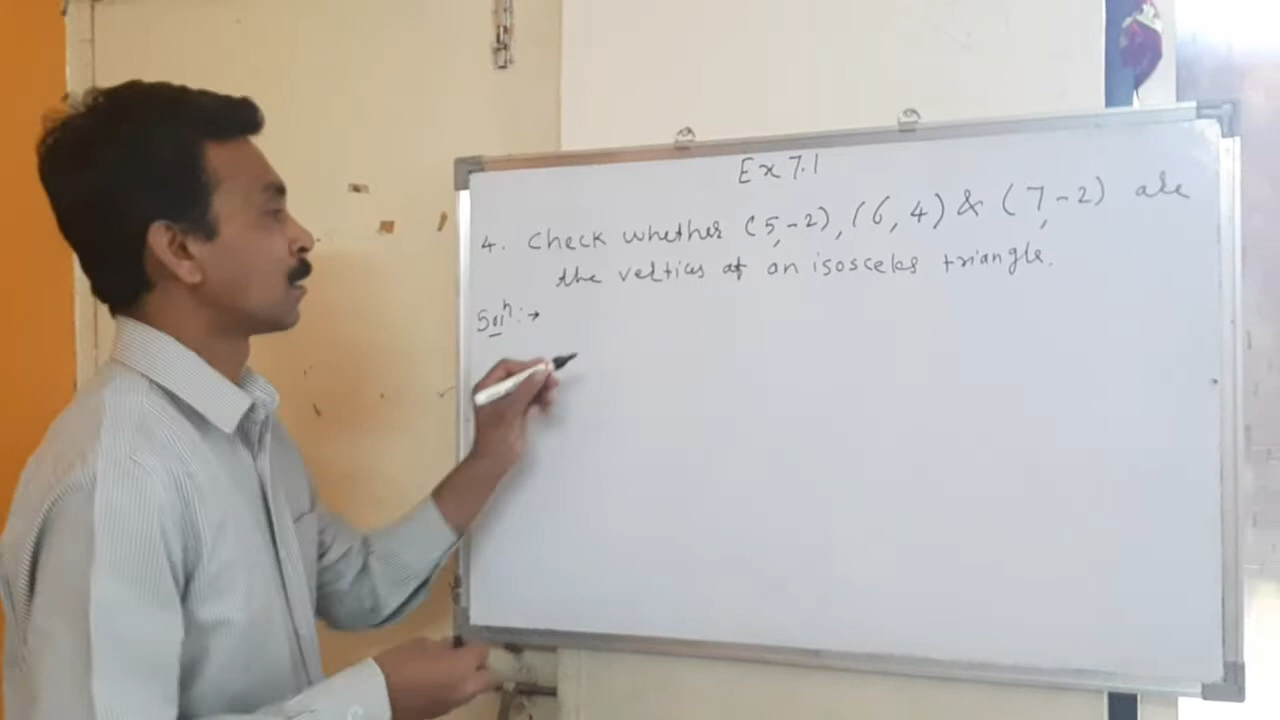 Ex 7.1
4. Check whether (5,-2), (6,4) & (7,-2) are
the vertices of an isosceles triangle.
Solⁿ:→